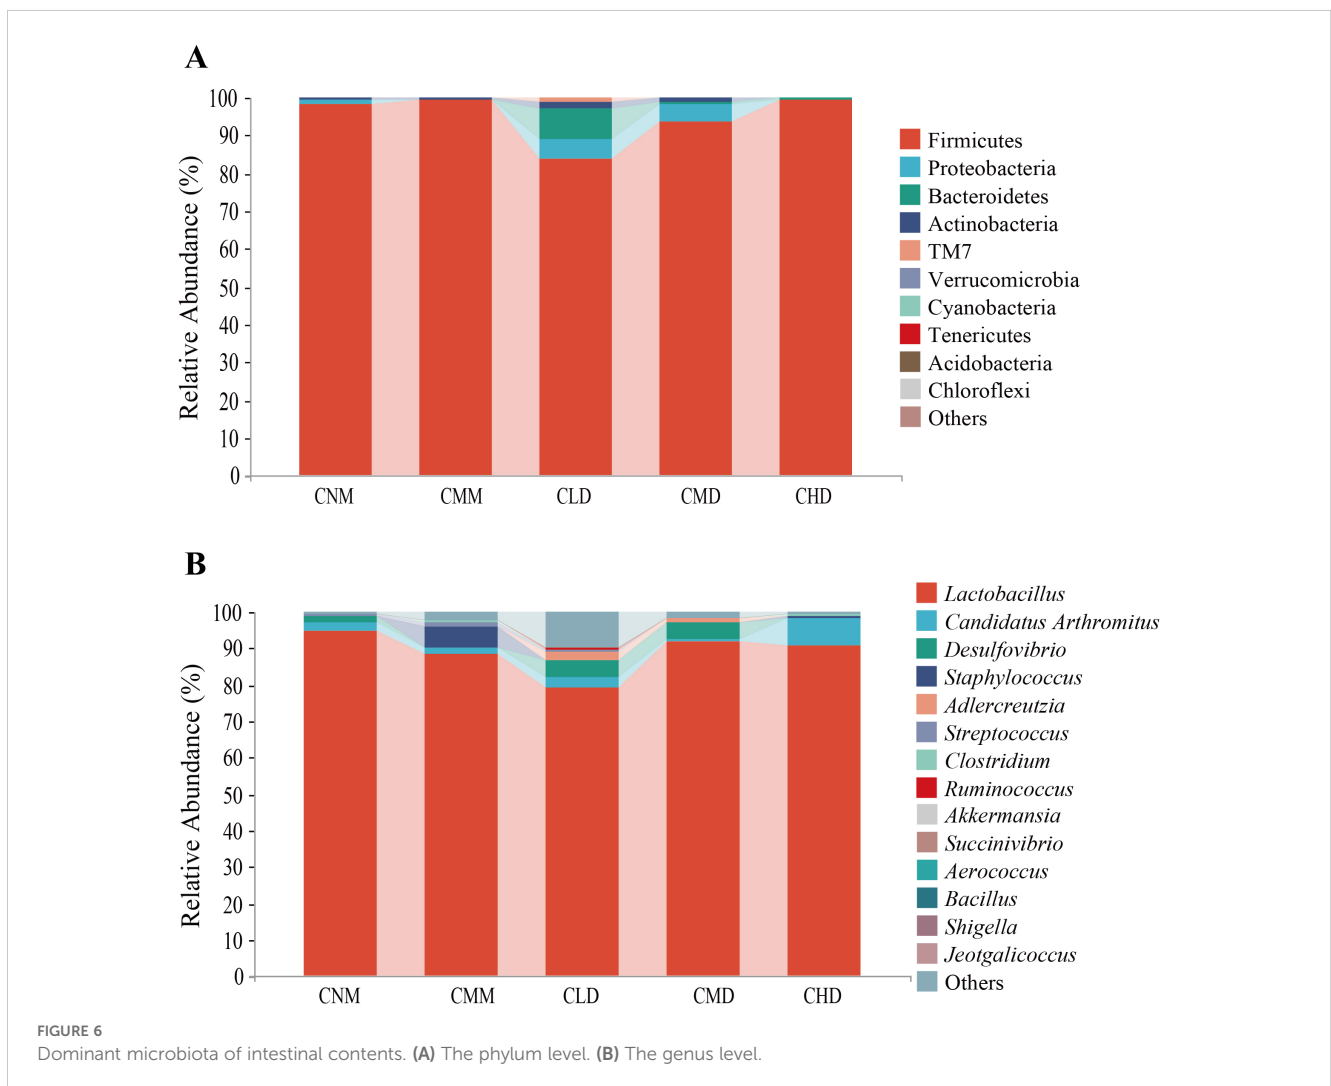 A
Relative Abundance (%)
100
90
80
70
60
50
40
30
20
10
0
CNM CMM CLD CMD CHD
Firmicutes
Proteobacteria
Bacteroidetes
Actinobacteria
TM7
Verrucomicrobia
Cyanobacteria
Tenericutes
Acidobacteria
Chloroflexi
Others
B
Relative Abundance (%)
100
90
80
70
60
50
40
30
20
10
0
CNM CMM CLD CMD CHD
Lactobacillus
Candidatus Arthromitus
Desulfovibrio
Staphylococcus
Adlercreutzia
Streptococcus
Clostridium
Ruminococcus
Akkermansia
Succinivibrio
Aerococcus
Bacillus
Shigella
Jeotgalicoccus
Others
FIGURE 6
Dominant microbiota of intestinal contents. (A) The phylum level. (B) The genus level.